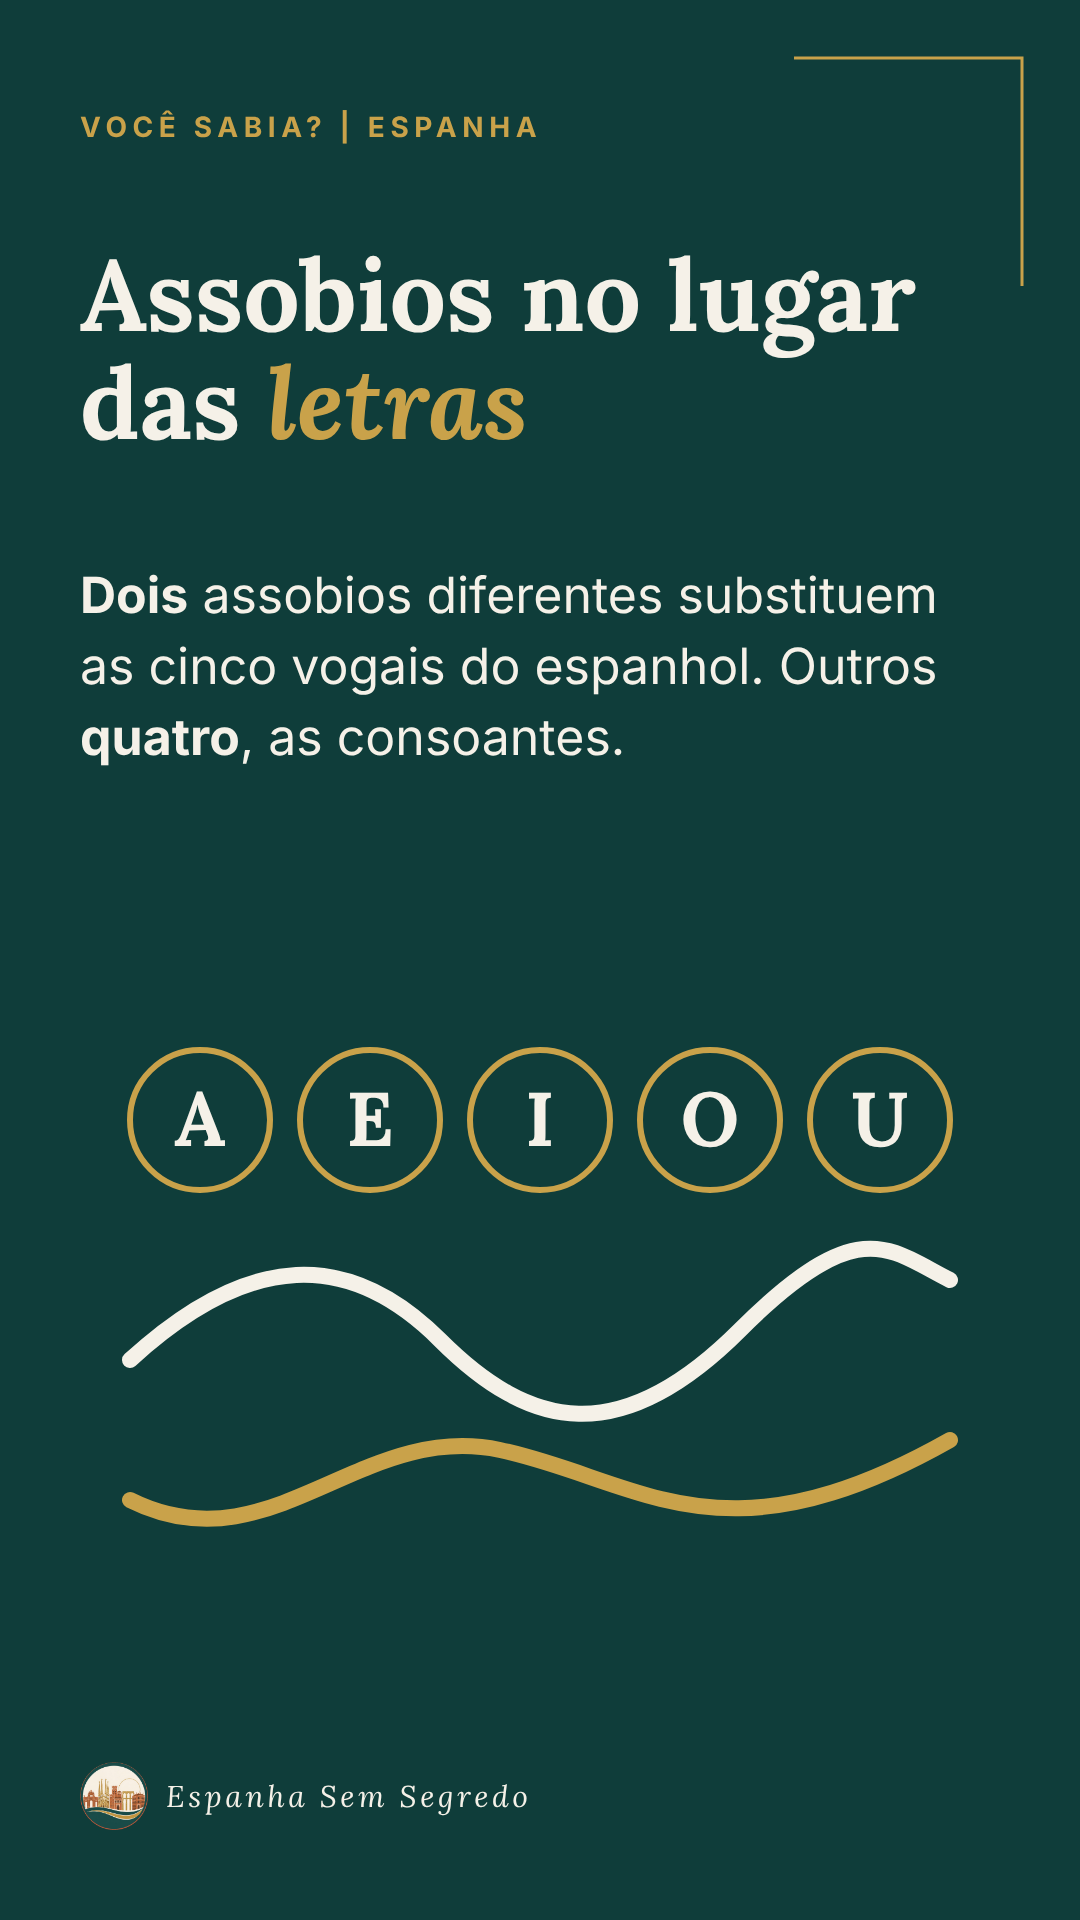 VOCÊ SABIA? | ESPANHA
Assobios no lugar
das letras
Dois assobios diferentes substituem
as cinco vogais do espanhol. Outros
quatro, as consoantes.
A E I O U
Espanha Sem Segredo